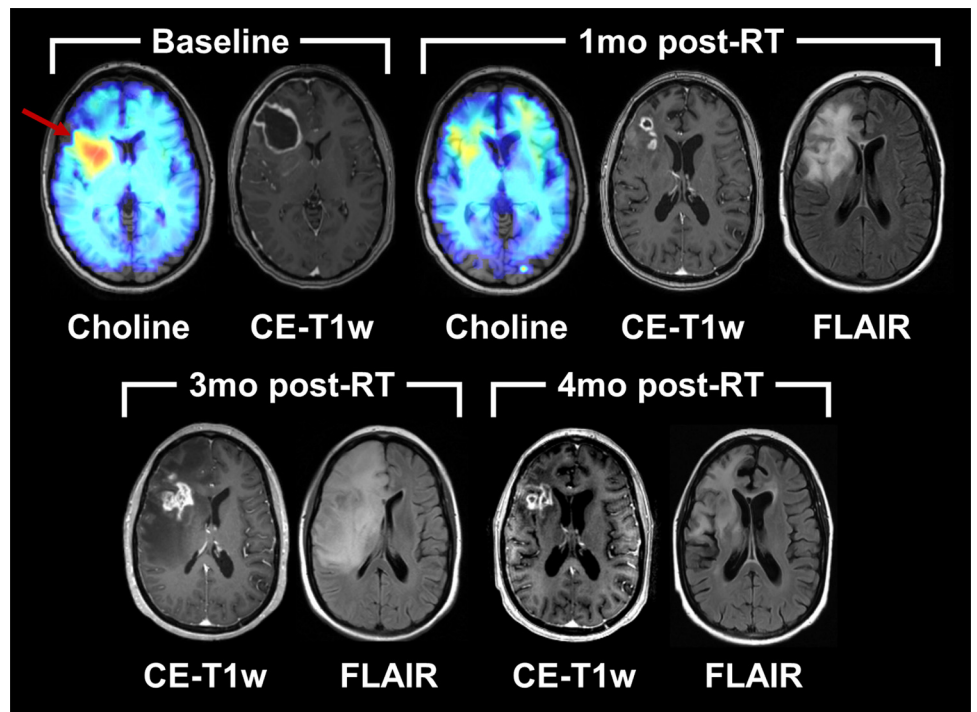 Baseline
1mo post-RT
Choline
CE-T1w
Choline
CE-T1w
FLAIR
3mo post-RT
4mo post-RT
CE-T1w
FLAIR
CE-T1w
FLAIR